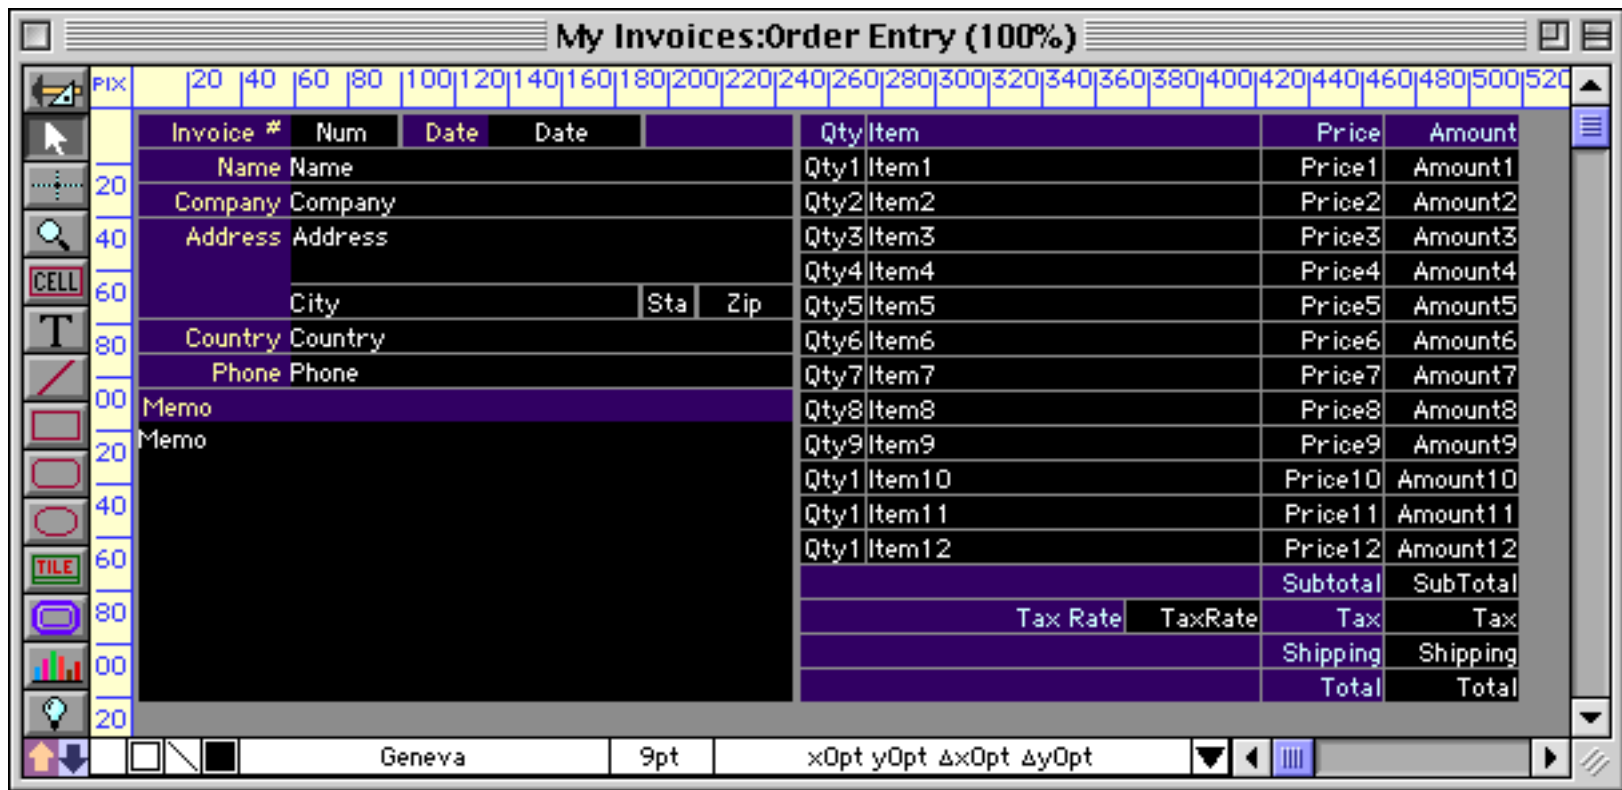 My Invoices:Order Entry (100%)
PIX 20 40 60 80 100 120 140 160 180 200 220 240 260 280 300 320 340 360 380 400 420 440 460 480 500 520
Invoice # Num Date Date Qty Item Price Amount
Name Name Qty1 Item1 Price1 Amount1
20
Company Company Qty2 Item2 Price2 Amount2
40 Address Address Qty3 Item3 Price3 Amount3
CELL Qty4 Item4 Price4 Amount4
60 City Sta Zip Qty5 Item5 Price5 Amount5
T 80 Country Country Qty6 Item6 Price6 Amount6
Phone Phone Qty7 Item7 Price7 Amount7
00 Memo Qty8 Item8 Price8 Amount8
20 Memo Qty9 Item9 Price9 Amount9
Qty1 Item10 Price10 Amount10
40 Qty1 Item11 Price11 Amount11
TILE 60 Qty1 Item12 Price12 Amount12
Subtotal SubTotal
80 Tax Rate TaxRate Tax Tax
00 Shipping Shipping
Total Total
20
Geneva 9pt x0pt y0pt Δx0pt Δy0pt